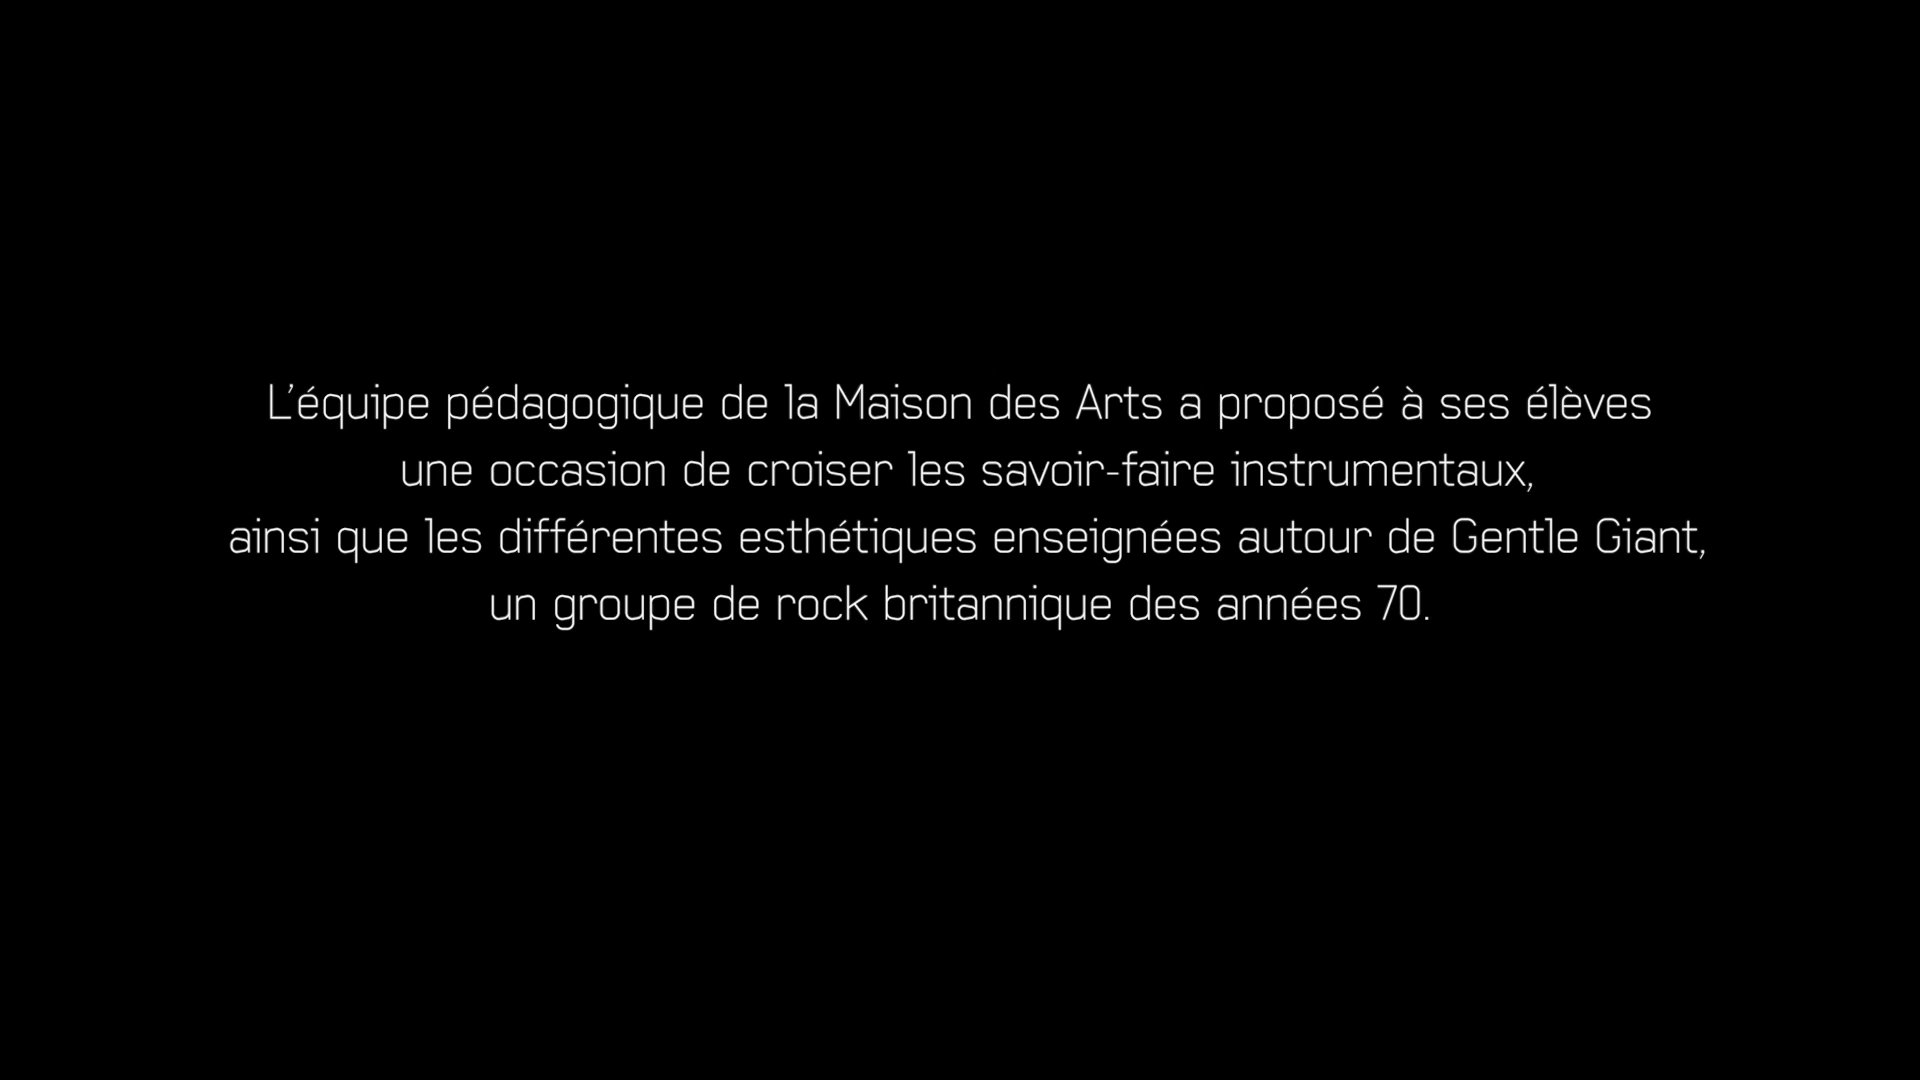 L'équipe pédagogique de la Maison des Arts a proposé à ses élèves
une occasion de croiser les savoir-faire instrumentaux,
ainsi que les différentes esthétiques enseignées autour de Gentle Giant,
un groupe de rock britannique des années 70.